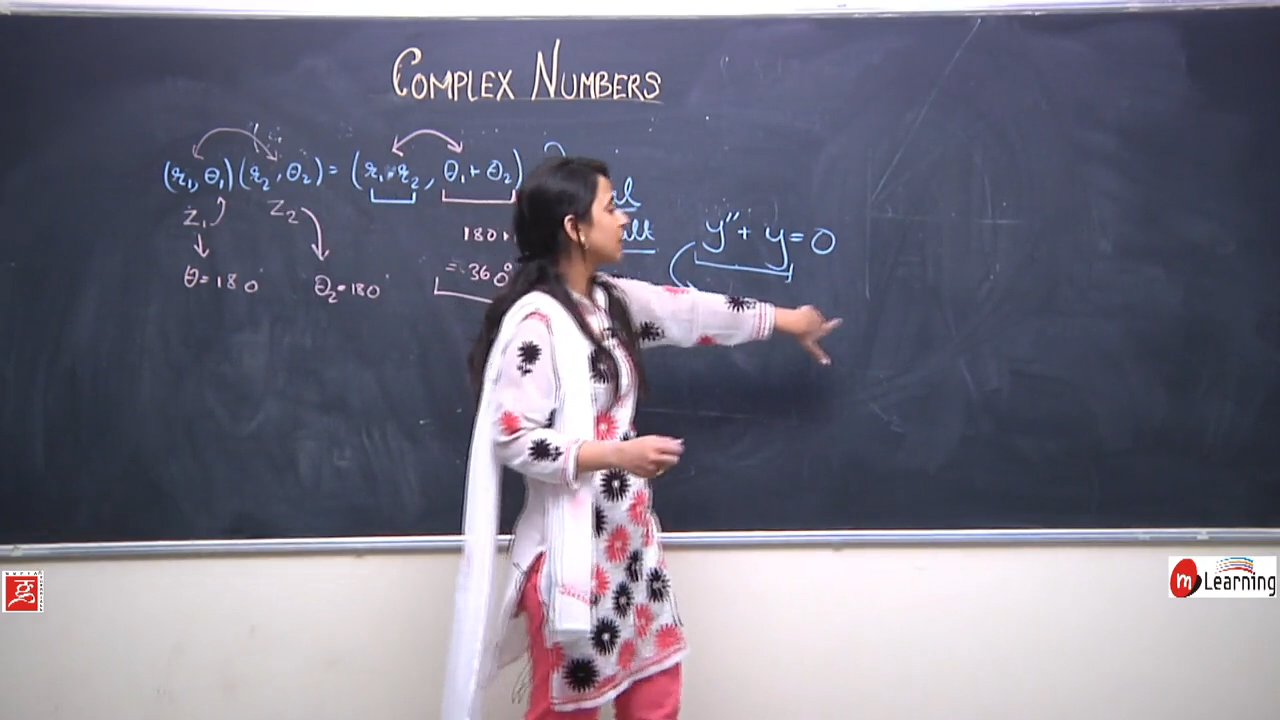 COMPLEX NUMBERS
(r₁, θ₁)(r₂, θ₂) = (r₁·r₂, θ₁+θ₂)
Z₁ Z₂
θ=180° θ₂=180°
180+
=360°
y''+ y=0
m Learning